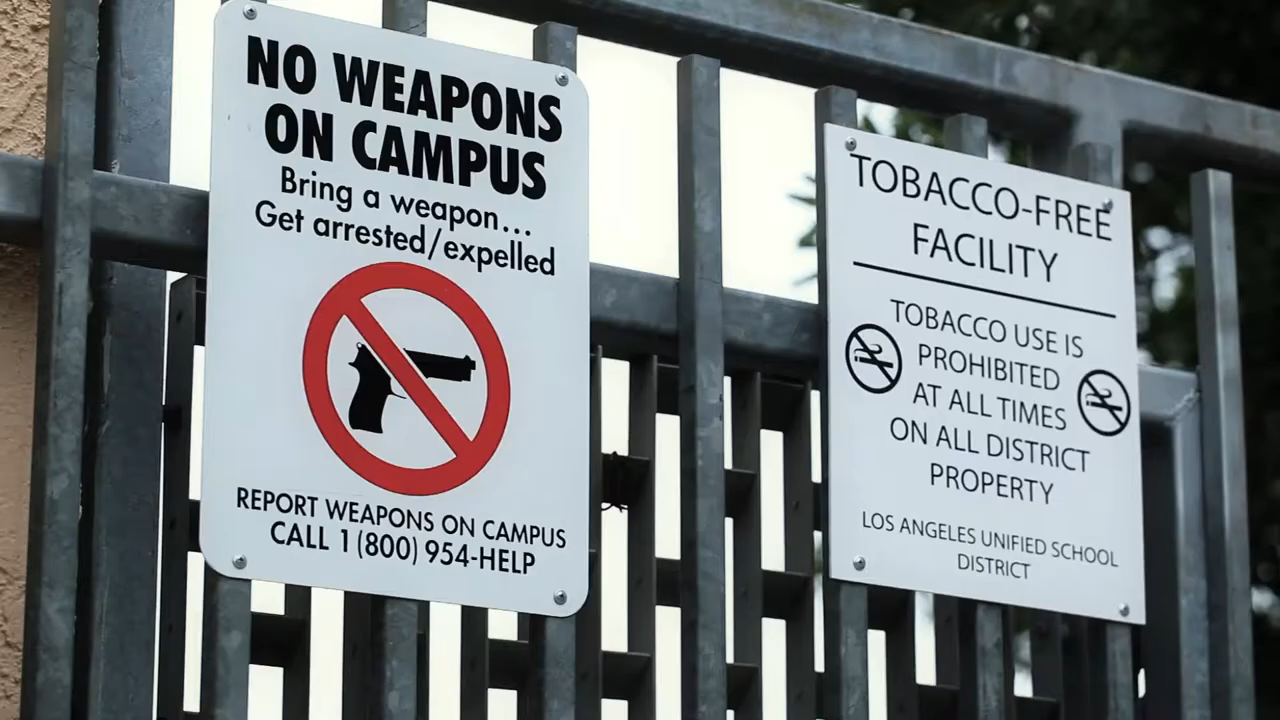 NO WEAPONS
ON CAMPUS
Bring a weapon...
Get arrested/expelled
REPORT WEAPONS ON CAMPUS
CALL 1 (800) 954-HELP
TOBACCO-FREE
FACILITY
TOBACCO USE IS
PROHIBITED
AT ALL TIMES
ON ALL DISTRICT
PROPERTY
LOS ANGELES UNIFIED SCHOOL
DISTRICT